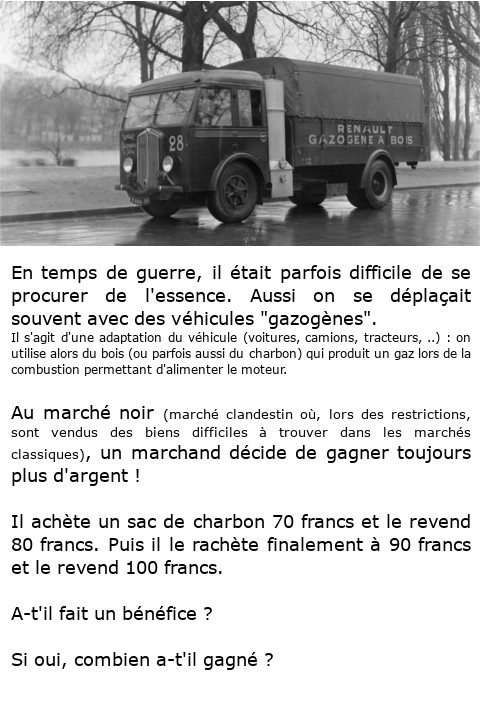 28
RENAULT
GAZOGENE A BOIS
En temps de guerre, il était parfois difficile de se
procurer de l'essence. Aussi on se déplaçait
souvent avec des véhicules "gazogènes".
Il s'agit d'une adaptation du véhicule (voitures, camions, tracteurs, ..) : on
utilise alors du bois (ou parfois aussi du charbon) qui produit un gaz lors de la
combustion permettant d'alimenter le moteur.
Au marché noir (marché clandestin où, lors des restrictions,
sont vendus des biens difficiles à trouver dans les marchés
classiques), un marchand décide de gagner toujours
plus d'argent !
Il achète un sac de charbon 70 francs et le revend
80 francs. Puis il le rachète finalement à 90 francs
et le revend 100 francs.
A-t'il fait un bénéfice ?
Si oui, combien a-t'il gagné ?